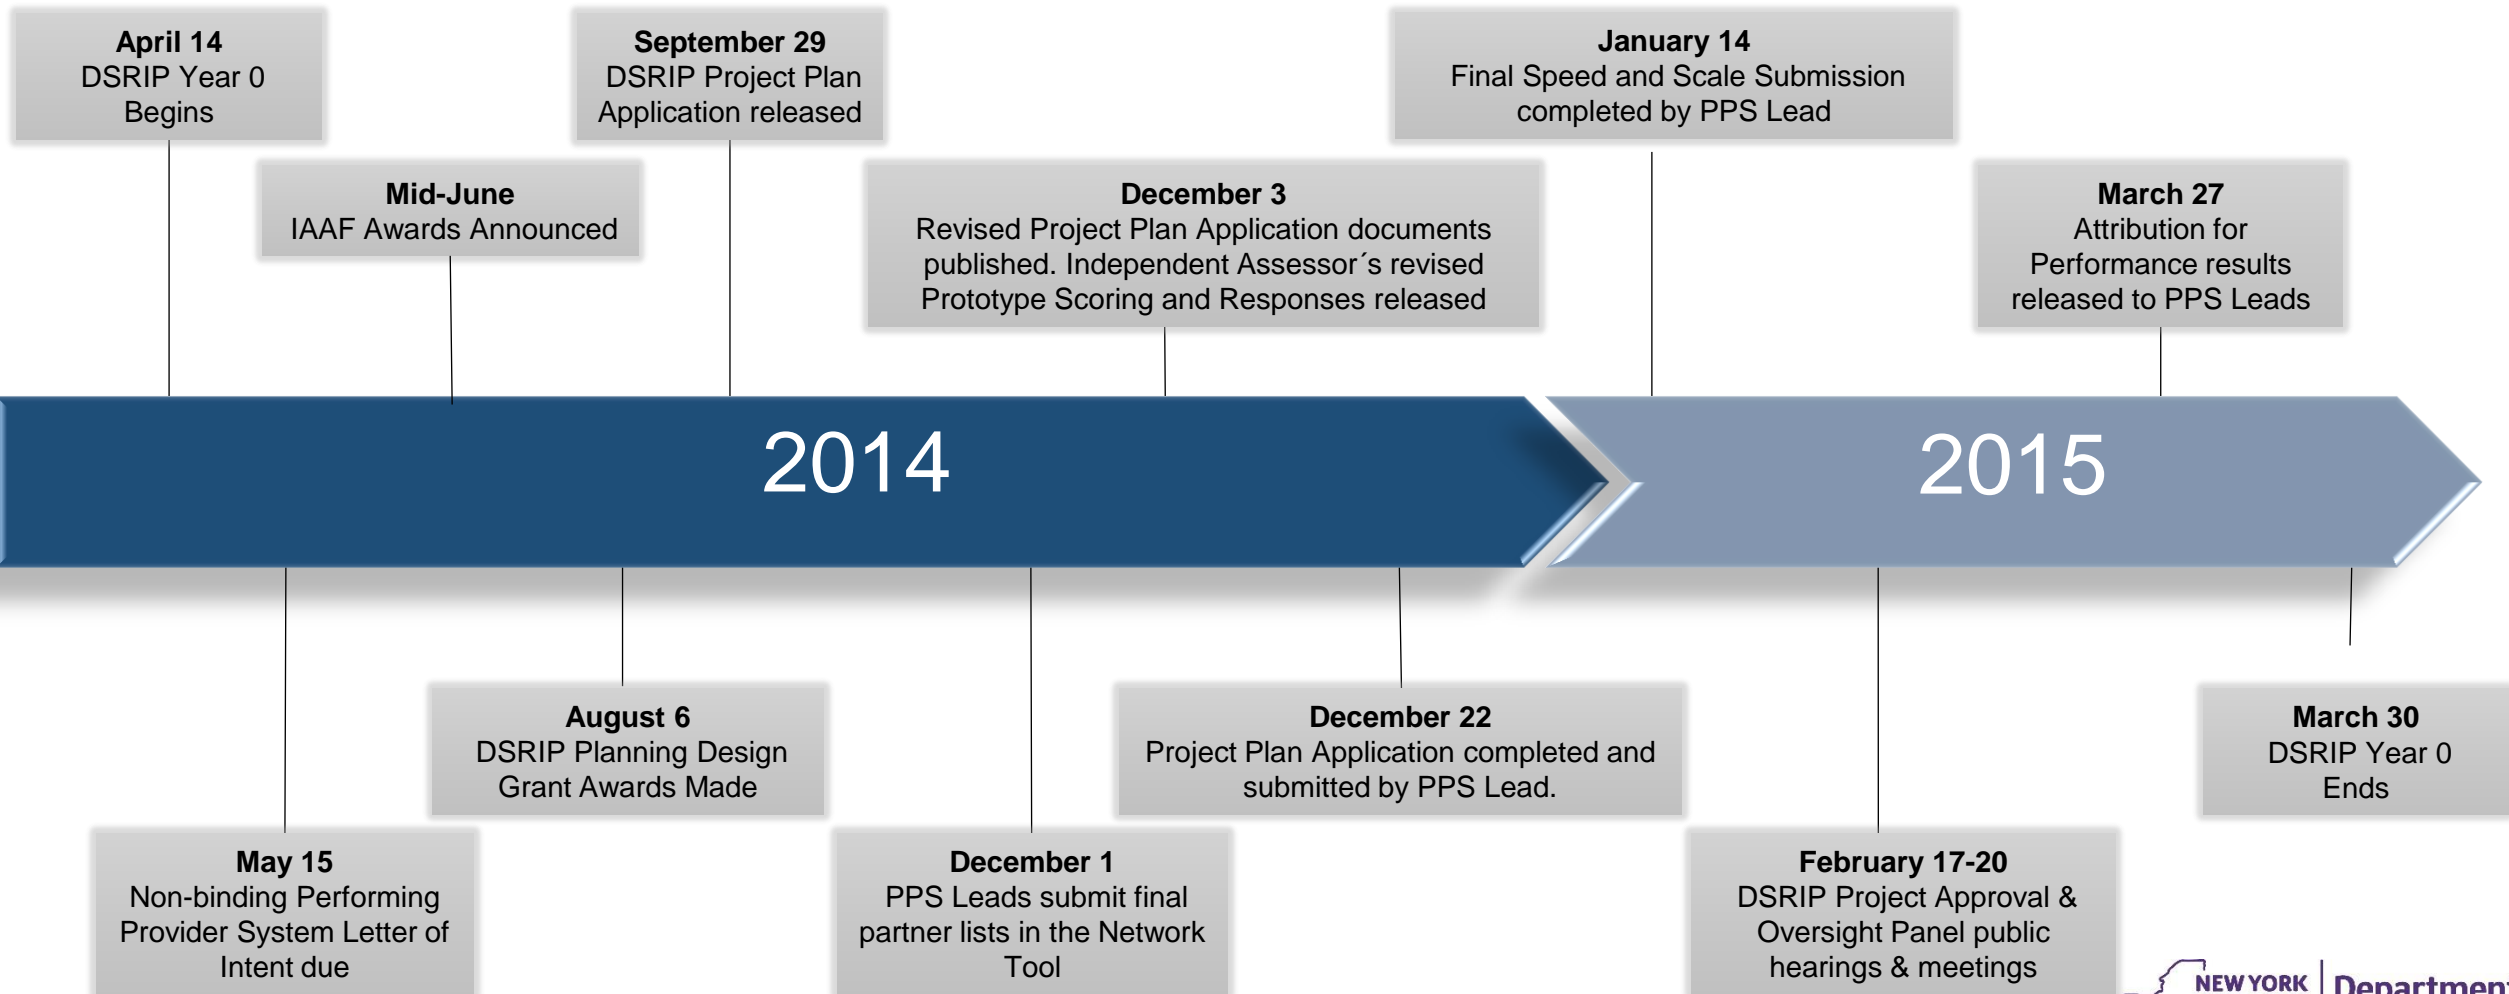 April 14
DSRIP Year 0
Begins
September 29
DSRIP Project Plan
Application released
January 14
Final Speed and Scale Submission
completed by PPS Lead
Mid-June
IAAF Awards Announced
December 3
Revised Project Plan Application documents
published. Independent Assessor´s revised
Prototype Scoring and Responses released
March 27
Attribution for
Performance results
released to PPS Leads
2014
2015
August 6
DSRIP Planning Design
Grant Awards Made
December 22
Project Plan Application completed and
submitted by PPS Lead.
March 30
DSRIP Year 0
Ends
May 15
Non-binding Performing
Provider System Letter of
Intent due
December 1
PPS Leads submit final
partner lists in the Network
Tool
February 17-20
DSRIP Project Approval &
Oversight Panel public
hearings & meetings
NEW YORK
Department